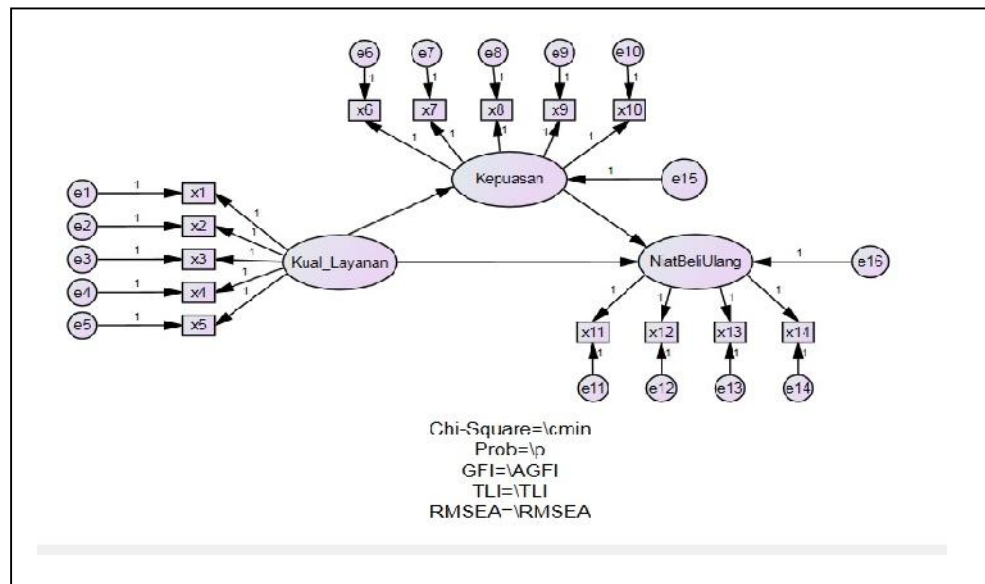 e6 e7 e8 e9 e10
1 1 1 1 1
x6 x7 x8 x9 x10
1 1 1 1 1
Kepuasan 1 e15
e1 1 x1 1
e2 1 x2 1
e3 1 x3 1 Kual_Layanan
e4 1 x4 1
e5 1 x5 1
NiatBeliUlang 1 e16
1 1 1 1
x11 x12 x13 x14
1 1 1 1
e11 e12 e13 e14
Chi-Square=\cmin
Prob=\p
GFI=\AGFI
TLI=\TLI
RMSEA=\RMSEA